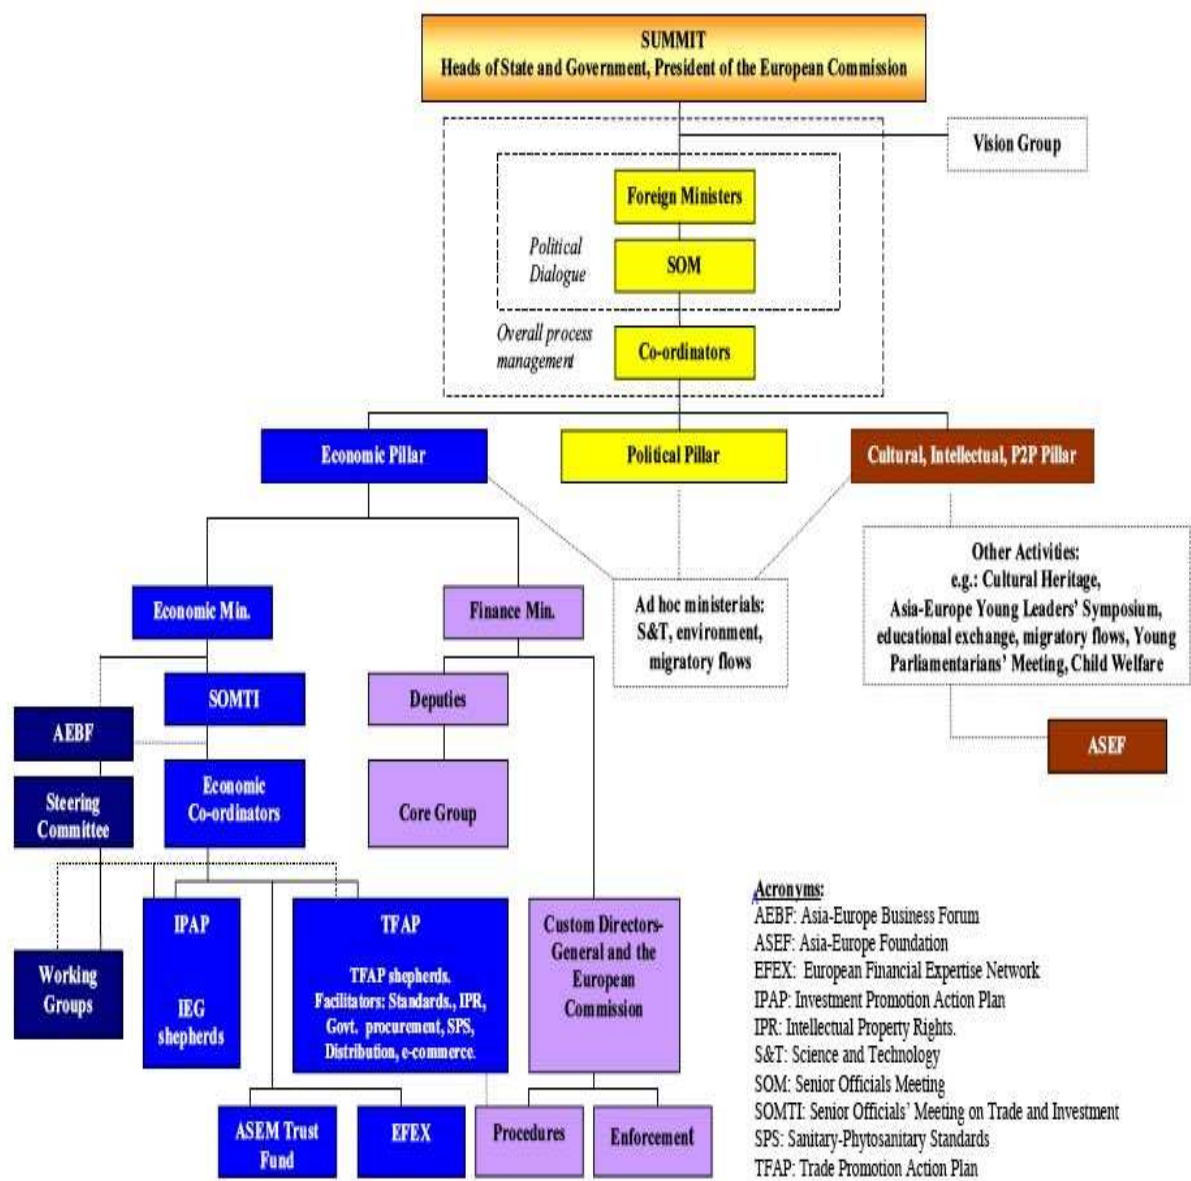 SUMMIT
Heads of State and Government, President of the European Commission
Vision Group
Foreign Ministers
Political
Dialogue
SOM
Overall process
management
Co-ordinators
Economic Pillar
Political Pillar
Cultural, Intellectual, P2P Pillar
Other Activities:
e.g.: Cultural Heritage,
Asia-Europe Young Leaders' Symposium,
educational exchange, migratory flows, Young
Parliamentarians' Meeting, Child Welfare
Economic Min.
Finance Min.
Ad hoc ministerials:
S&T, environment,
migratory flows
SOMTI
Deputies
AEBF
ASEF
Economic
Co-ordinators
Steering
Committee
Core Group
IPAP
IEG
shepherds
TFAP
TFAP shepherds.
Facilitators: Standards., IPR,
Govt. procurement, SPS,
Distribution, e-commerce.
Custom Directors-
General and the
European
Commission
Working
Groups
ASEM Trust
Fund
EFEX
Procedures
Enforcement
Acronyms:
AEBF: Asia-Europe Business Forum
ASEF: Asia-Europe Foundation
EFEX: European Financial Expertise Network
IPAP: Investment Promotion Action Plan
IPR: Intellectual Property Rights.
S&T: Science and Technology
SOM: Senior Officials Meeting
SOMTI: Senior Officials' Meeting on Trade and Investment
SPS: Sanitary-Phytosanitary Standards
TFAP: Trade Promotion Action Plan